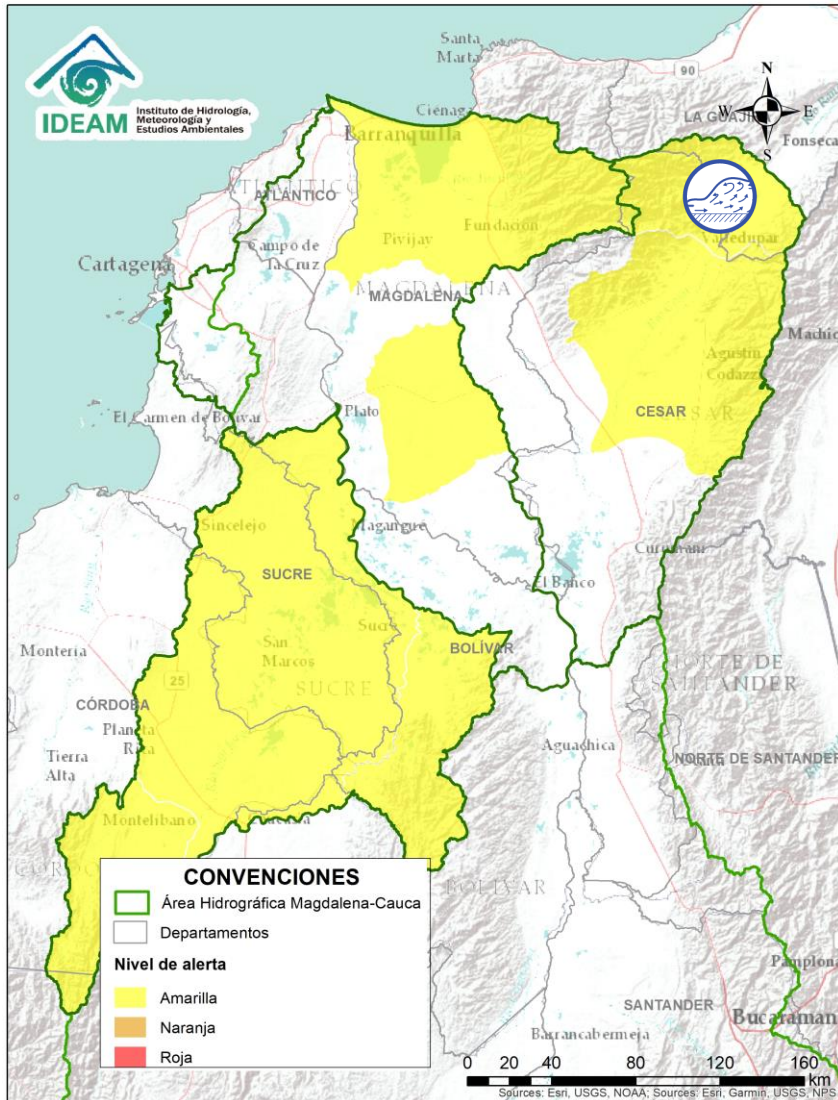 IDEAM
Instituto de Hidrología,
Meteorología y
Estudios Ambientales
Santa
Marta
90
N
W
E
S
Ciénaga
LA GUAJIRA
Barranquilla
Fonseca
ATLÁNTICO
Fundación
Campo de
La Cruz
Pivijay
Valledupar
Cartagena
MAGDALENA
MAGDALENA
Agustín
Codazzi
El Carmen de Bolívar
Plato
CESAR
Sincelejo
Magangue
SUCRE
Curumaní
El Banco
Sucre
Montería
San
Marcos
BOLÍVAR
NORTE DE
SANTANDER
25
SUCRE
CÓRDOBA
Planeta
Rica
Aguachica
Tierra
Alta
NORTE DE SANTANDER
Montelibano
BOLÍVAR
CONVENCIONES
Área Hidrográfica Magdalena-Cauca
Departamentos
Nivel de alerta
Amarilla
Naranja
Roja
Pamplona
SANTANDER
Bucaraman
Barrancabermeja
0 20 40 80 120 160
km
Sources: Esri, USGS, NOAA; Sources: Esri, Garmin, USGS, NPS